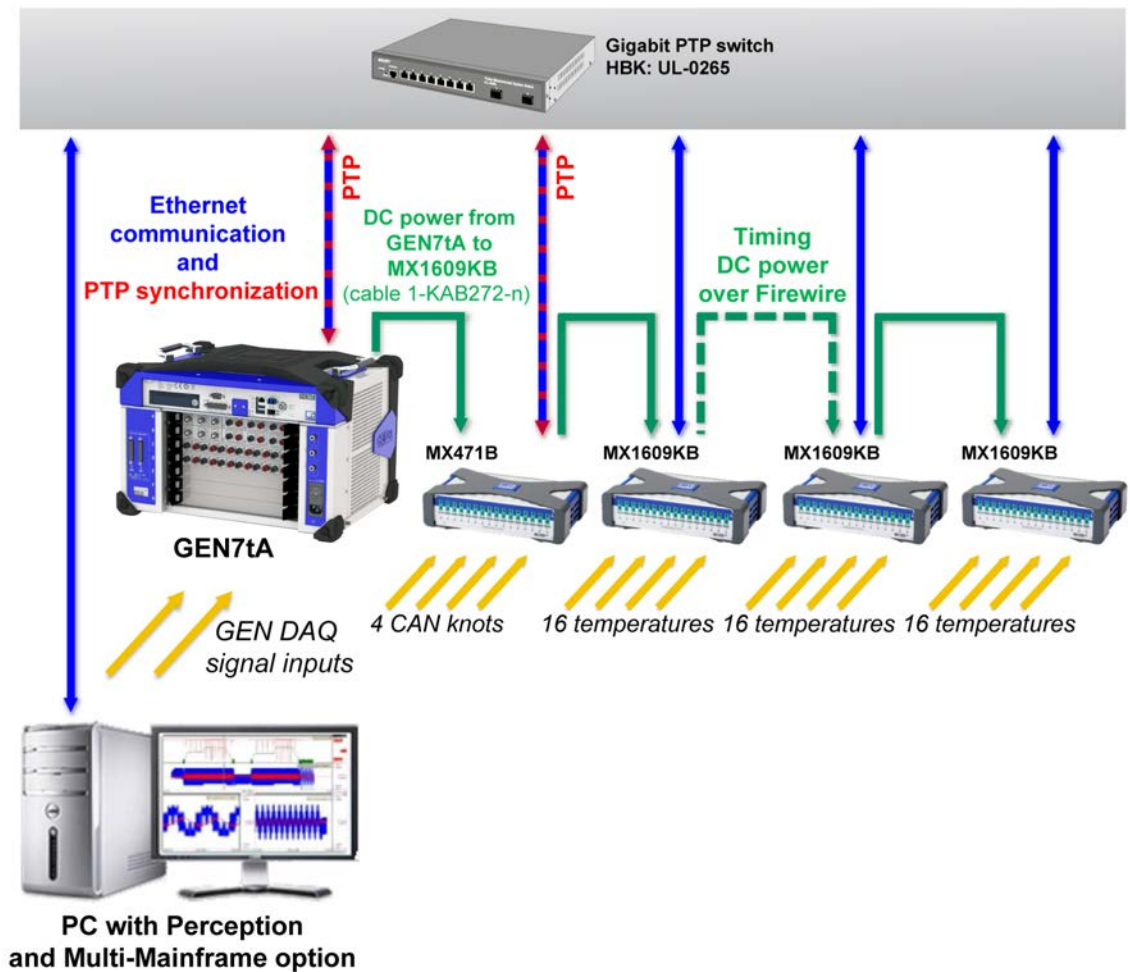 Gigabit PTP switch
HBK: UL-0265
PTP
PTP
Ethernet
communication
and
PTP synchronization
DC power from
GEN7tA to
MX1609KB
(cable 1-KAB272-n)
Timing
DC power
over Firewire
MX471B
MX1609KB
MX1609KB
MX1609KB
GEN7tA
4 CAN knots
16 temperatures
16 temperatures
16 temperatures
GEN DAQ
signal inputs
PC with Perception
and Multi-Mainframe option